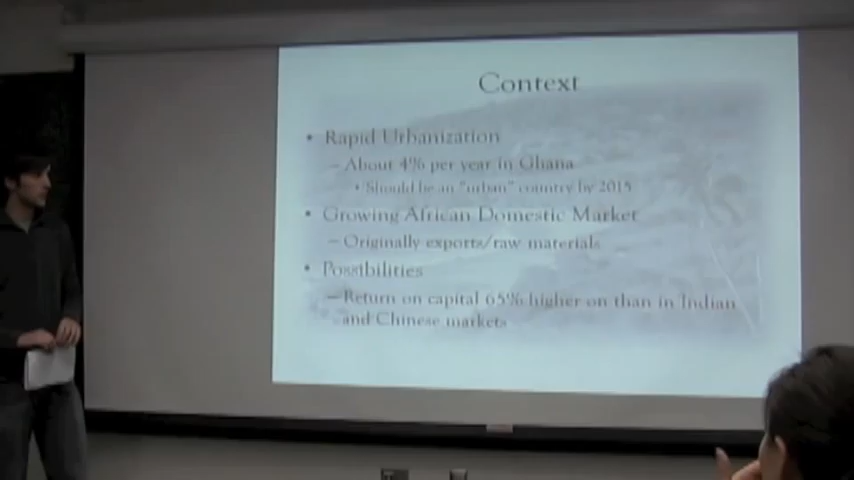 Context
• Rapid Urbanization
– About 4% per year in Ghana
• Should be an "urban" country by 2015
• Growing African Domestic Market
– Originally exports/raw materials
• Possibilities
– Return on capital 65% higher on than in Indian
and Chinese markets